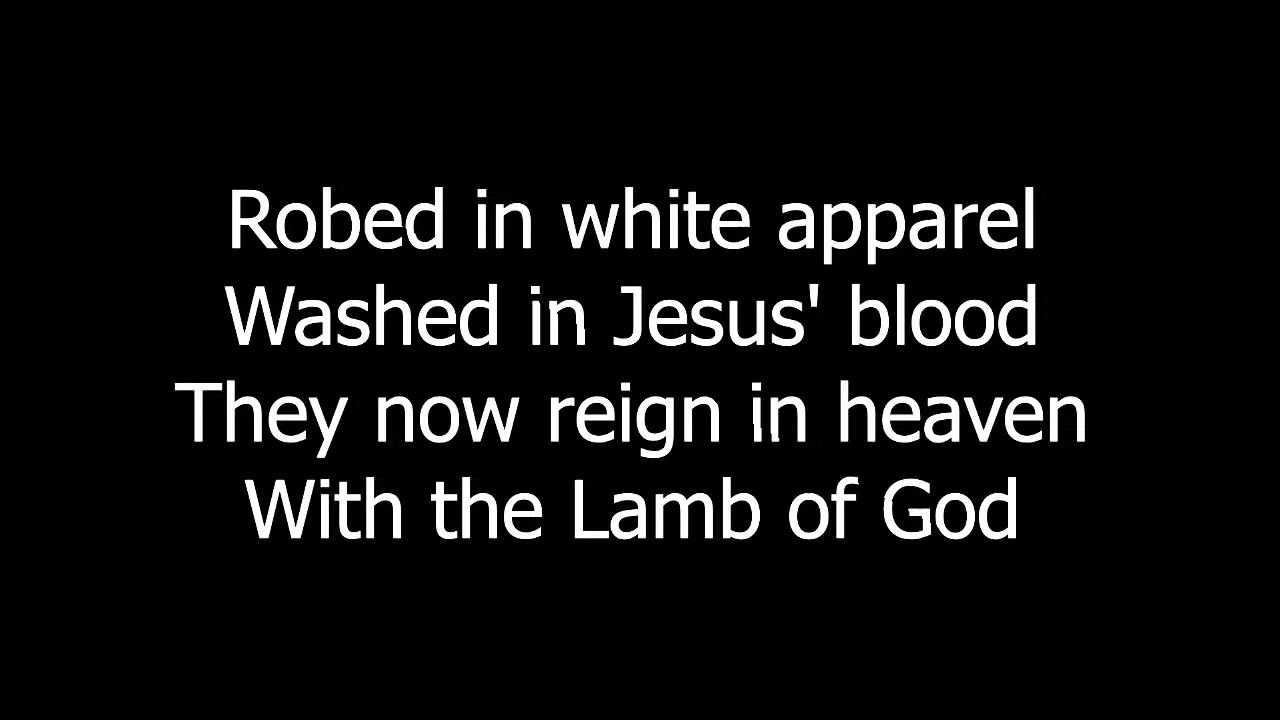 Robed in white apparel
Washed in Jesus' blood
They now reign in heaven
With the Lamb of God